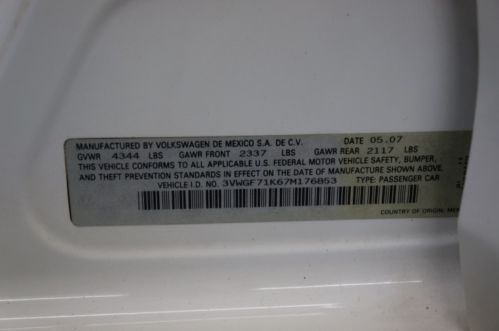 MANUFACTURED BY VOLKSWAGEN DE MEXICO S.A. DE C.V. DATE 05.07
GVWR 4344 LBS GAWR FRONT 2337 LBS GAWR REAR 2117 LBS
THIS VEHICLE CONFORMS TO ALL APPLICABLE U.S. FEDERAL MOTOR VEHICLE SAFETY, BUMPER,
AND THEFT PREVENTION STANDARDS IN EFFECT ON THE DATE OF MANUFACTURE SHOWN ABOVE.
VEHICLE I.D. NO. 3VWGF71K67M176853 TYPE: PASSENGER CAR
COUNTRY OF ORIGIN: ME